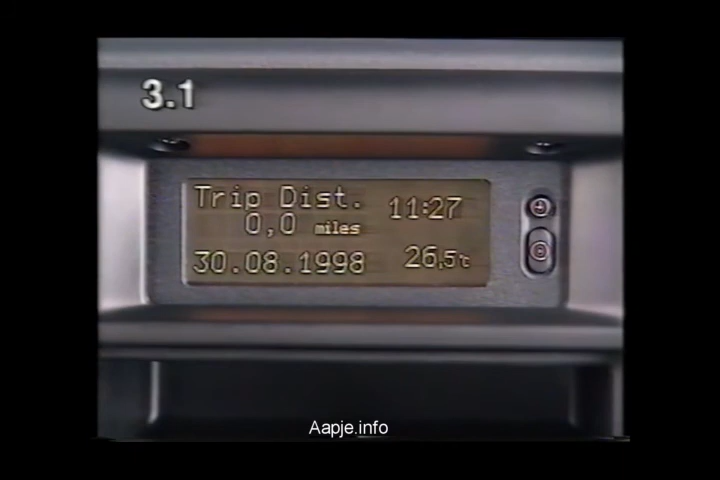 3.1
Trip Dist. 11:27
0,0 miles
30.08.1998 26,5°c
Aapje.info